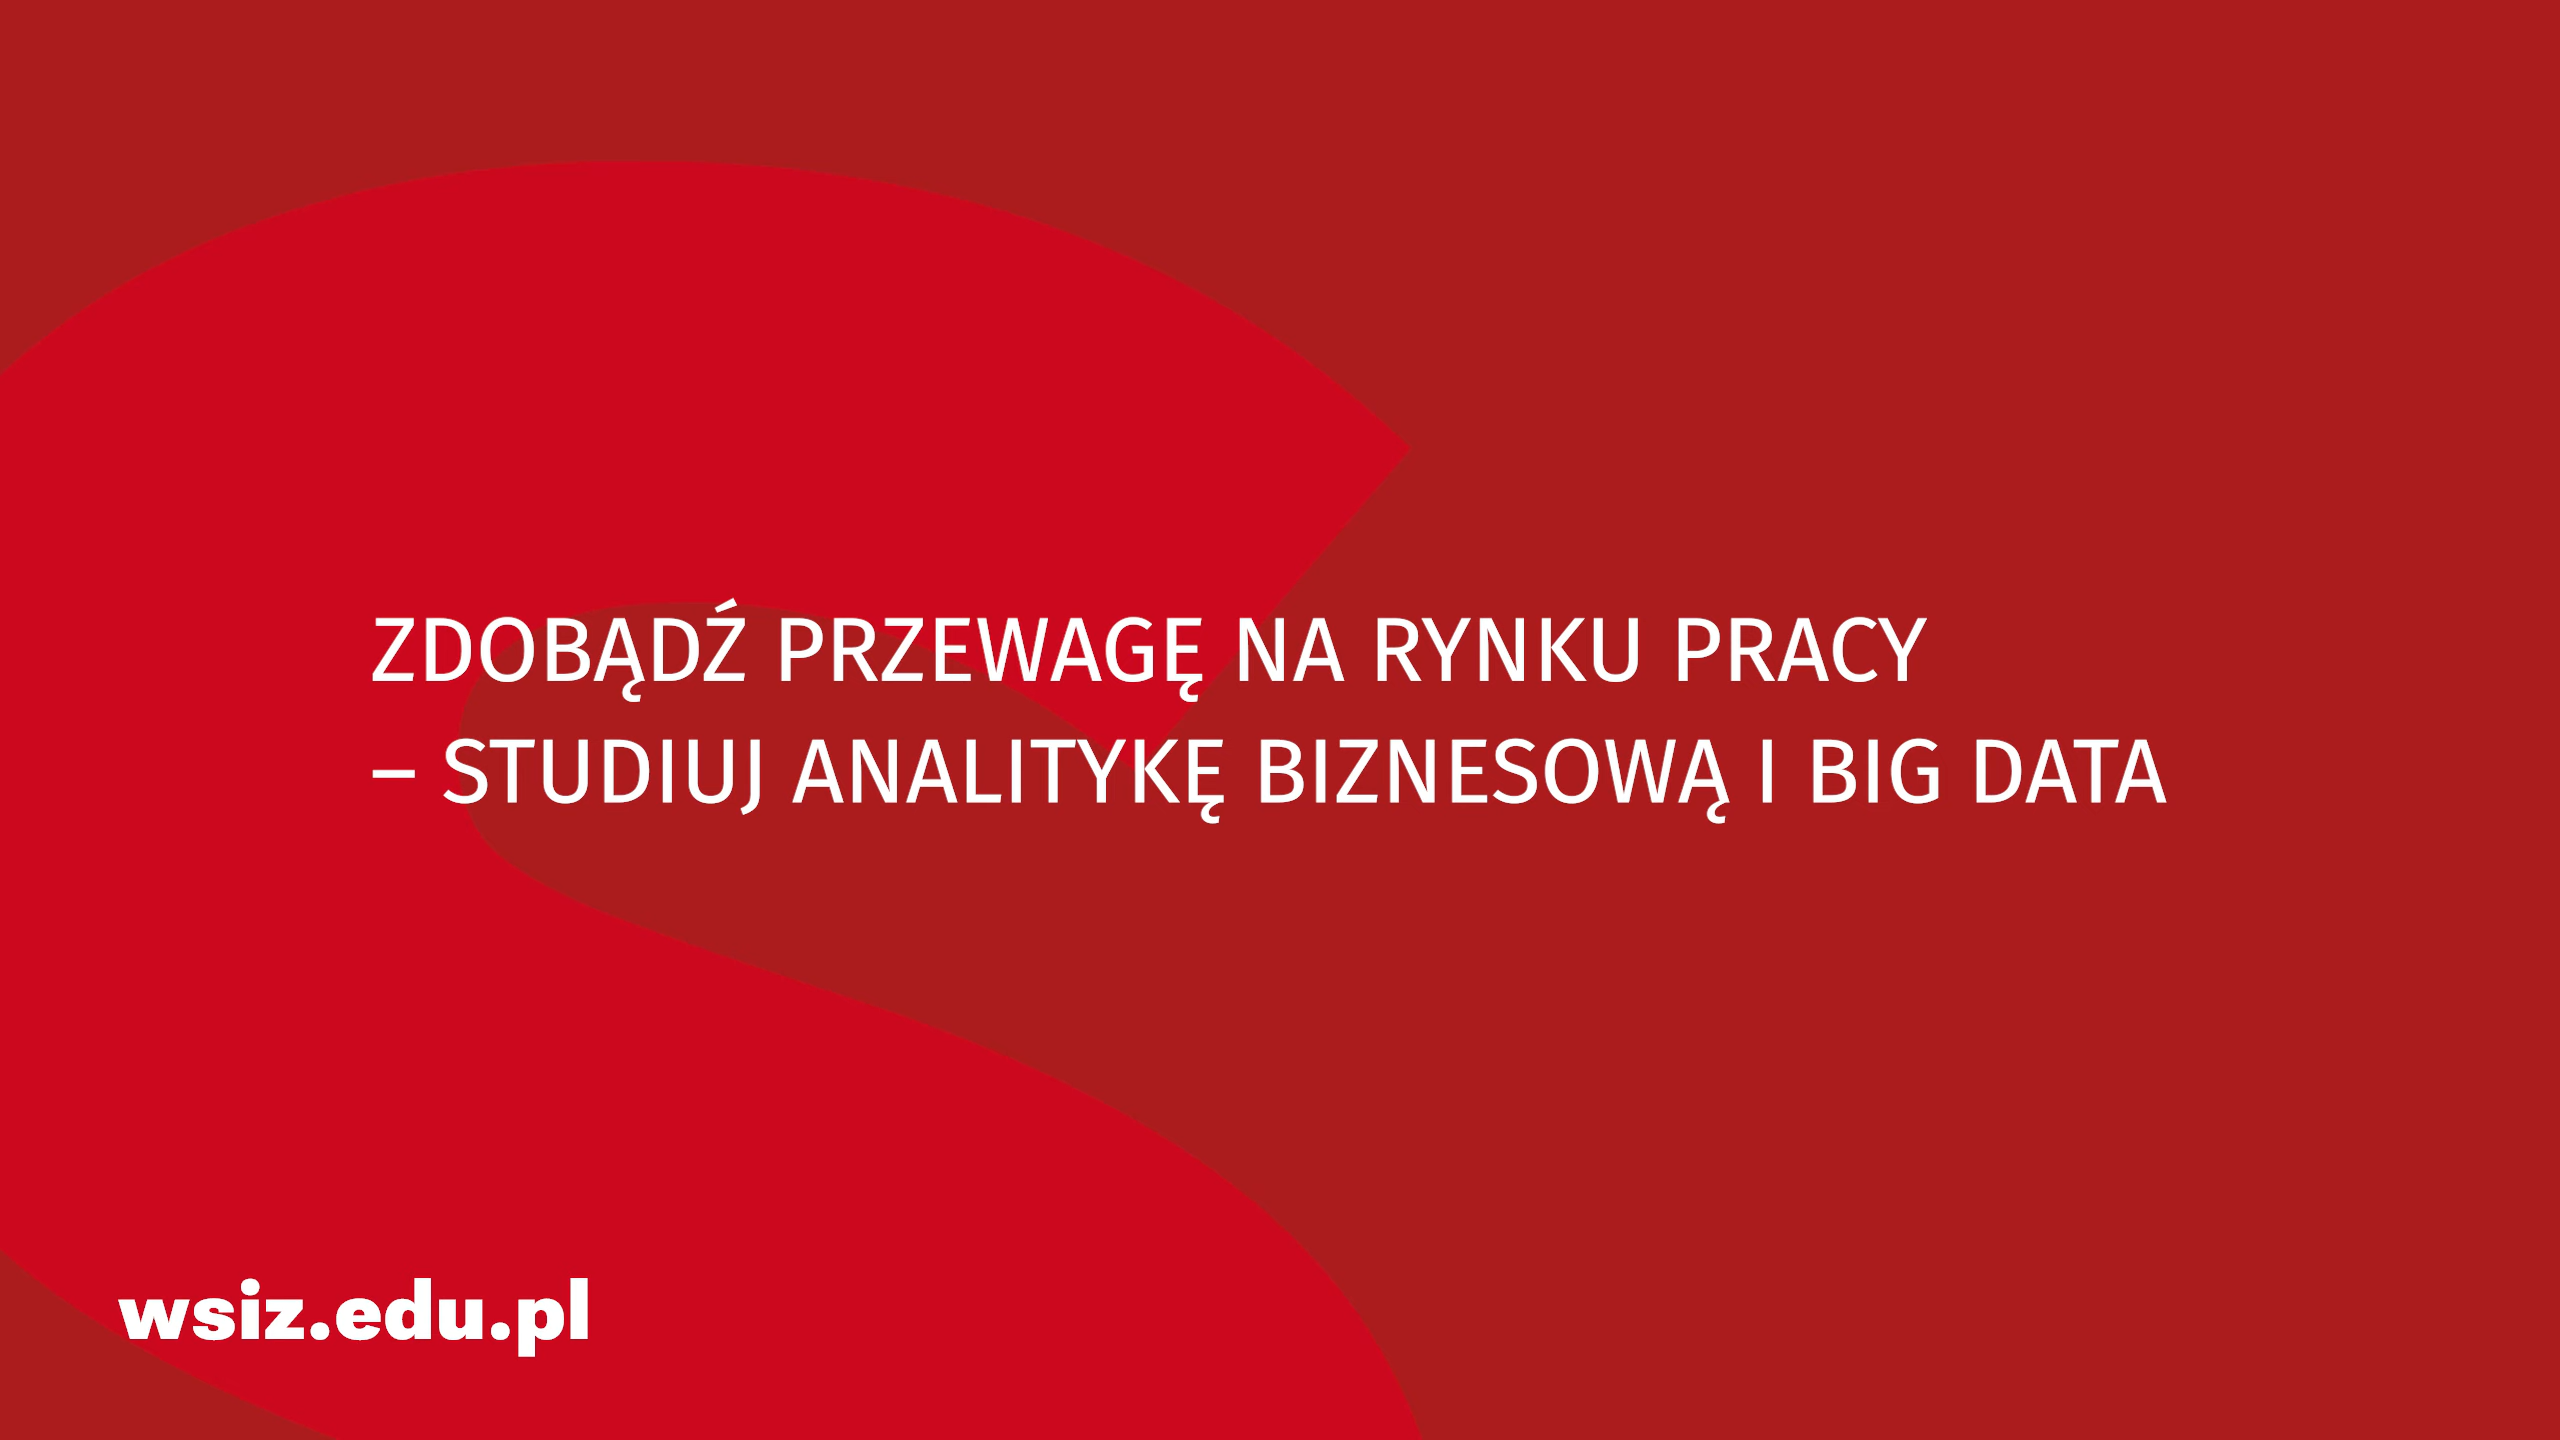 ZDOBĄDŹ PRZEWAGĘ NA RYNKU PRACY
– STUDIUJ ANALITYKĘ BIZNESOWĄ I BIG DATA
wsiz.edu.pl